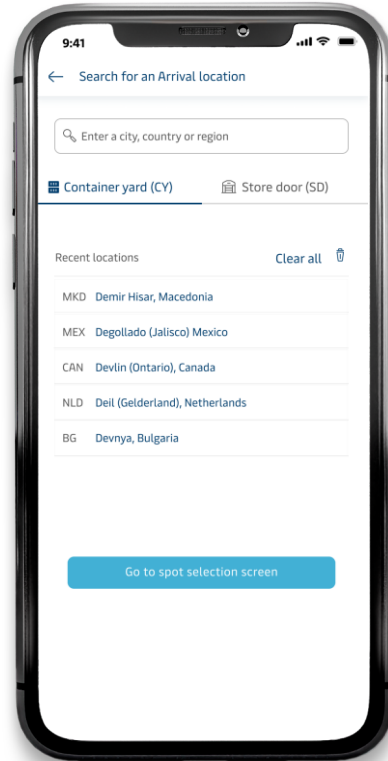 9:41
Search for an Arrival location
Enter a city, country or region
Container yard (CY) Store door (SD)
Recent locations Clear all
MKD Demir Hisar, Macedonia
MEX Degollado (Jalisco) Mexico
CAN Devlin (Ontario), Canada
NLD Deil (Gelderland), Netherlands
BG Devnya, Bulgaria
Go to spot selection screen